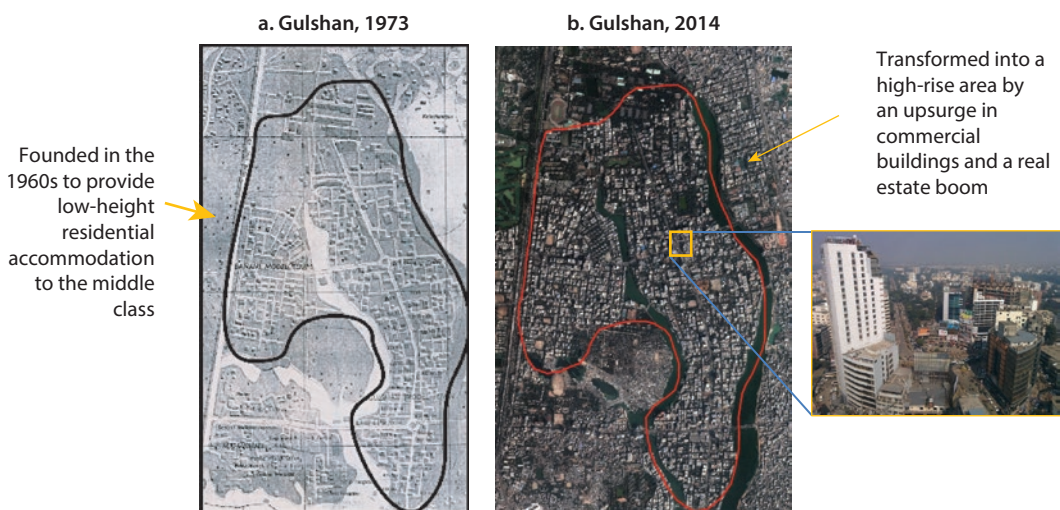 a. Gulshan, 1973
b. Gulshan, 2014
Founded in the
1960s to provide
low-height
residential
accommodation
to the middle
class
Transformed into a
high-rise area by
an upsurge in
commercial
buildings and a real
estate boom